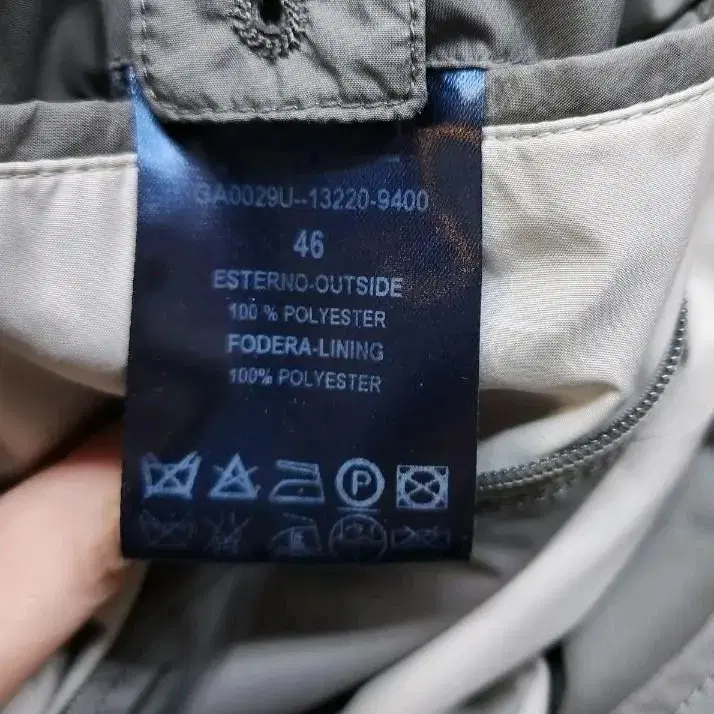 GA0029U--13220-9400
46
ESTERNO-OUTSIDE
100 % POLYESTER
FODERA-LINING
100% POLYESTER
P